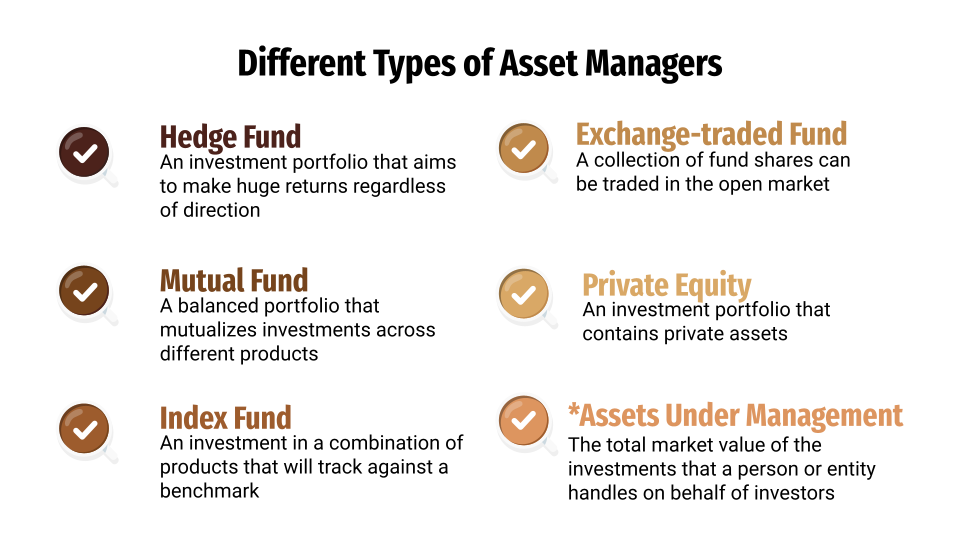 Different Types of Asset Managers
Hedge Fund
An investment portfolio that aims
to make huge returns regardless
of direction
Mutual Fund
A balanced portfolio that
mutualizes investments across
different products
Index Fund
An investment in a combination of
products that will track against a
benchmark
Exchange-traded Fund
A collection of fund shares can
be traded in the open market
Private Equity
An investment portfolio that
contains private assets
*Assets Under Management
The total market value of the
investments that a person or entity
handles on behalf of investors